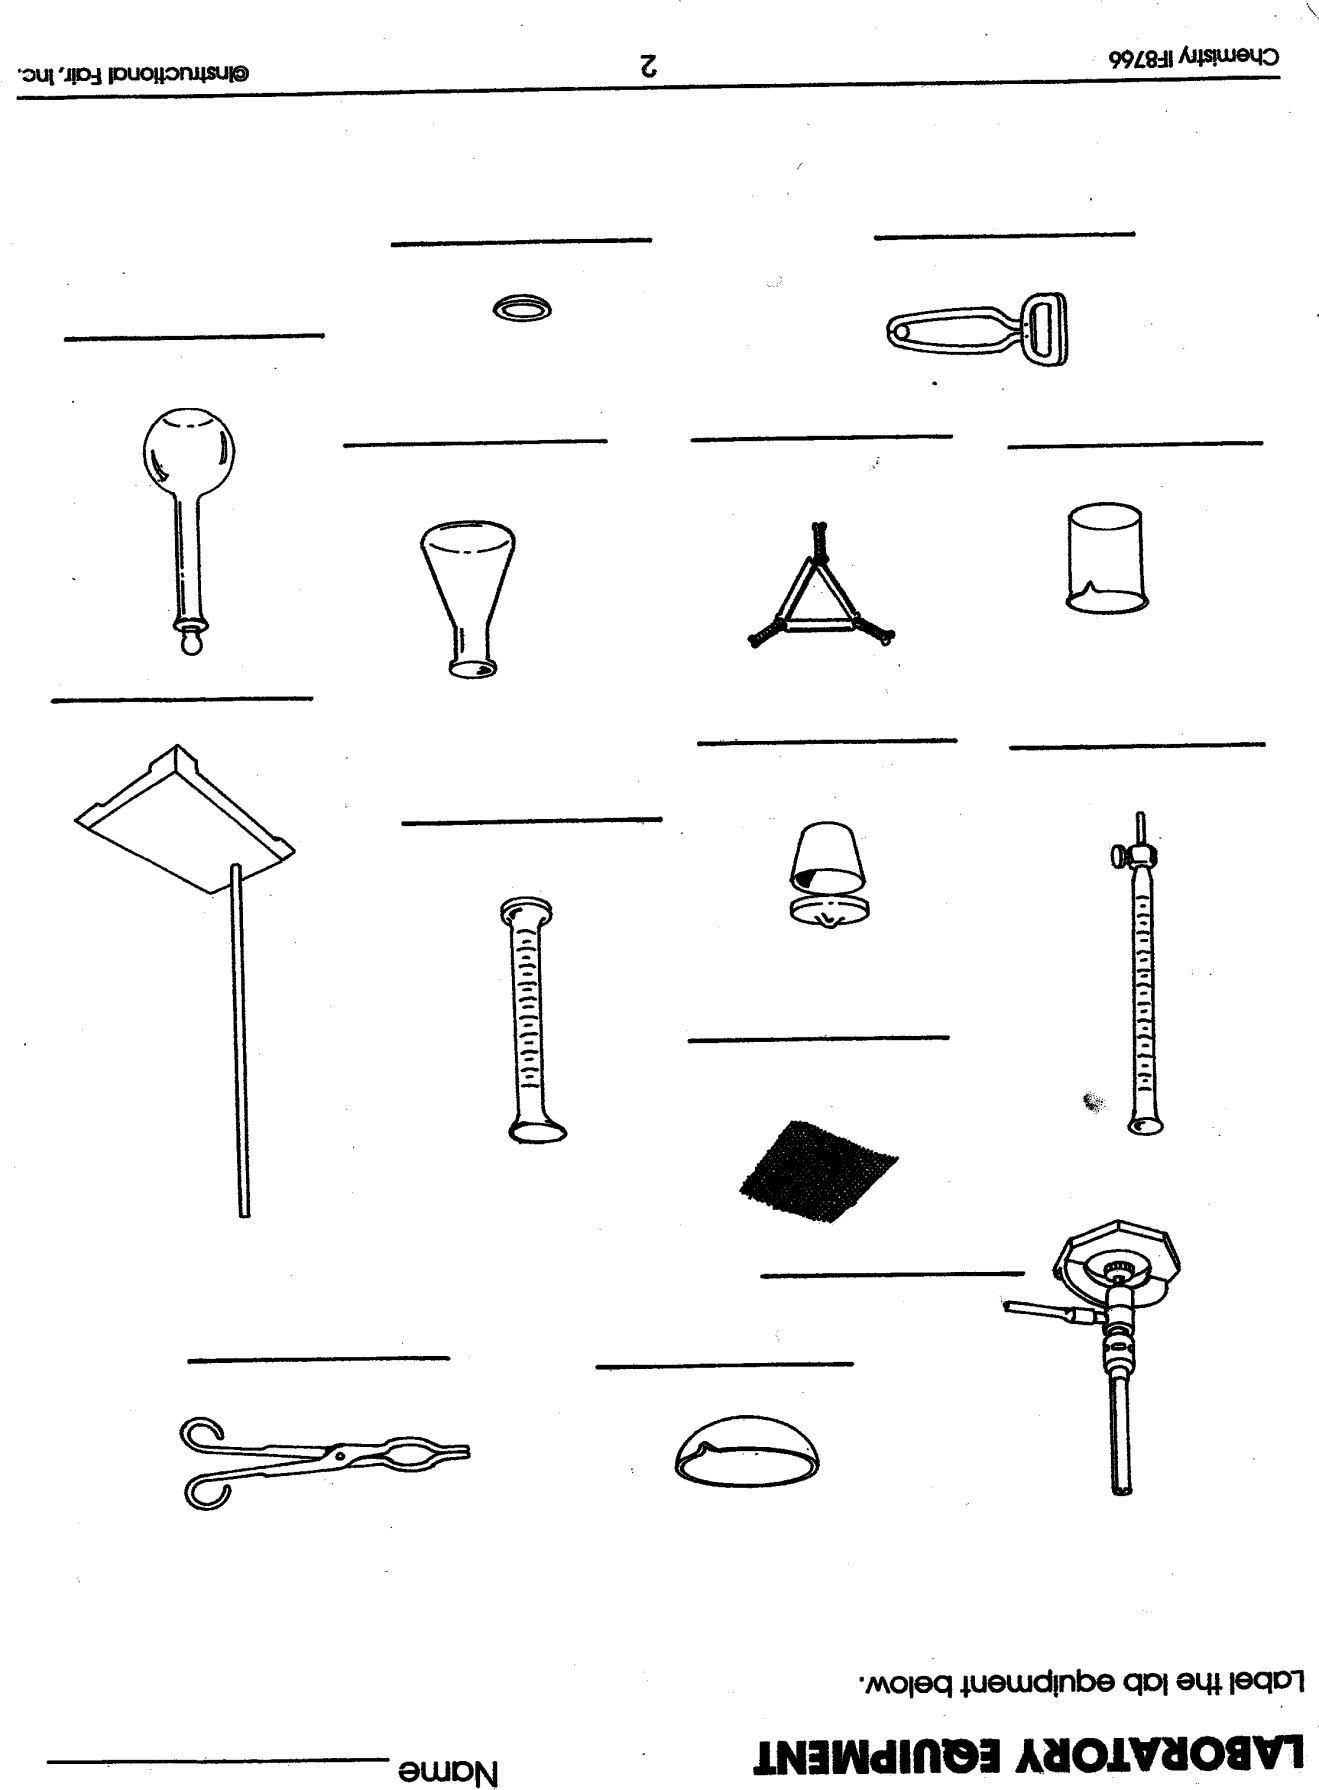 Name
LABORATORY EQUIPMENT
Label the lab equipment below.
Chemistry IF8766
2
©Instructional Fair, Inc.